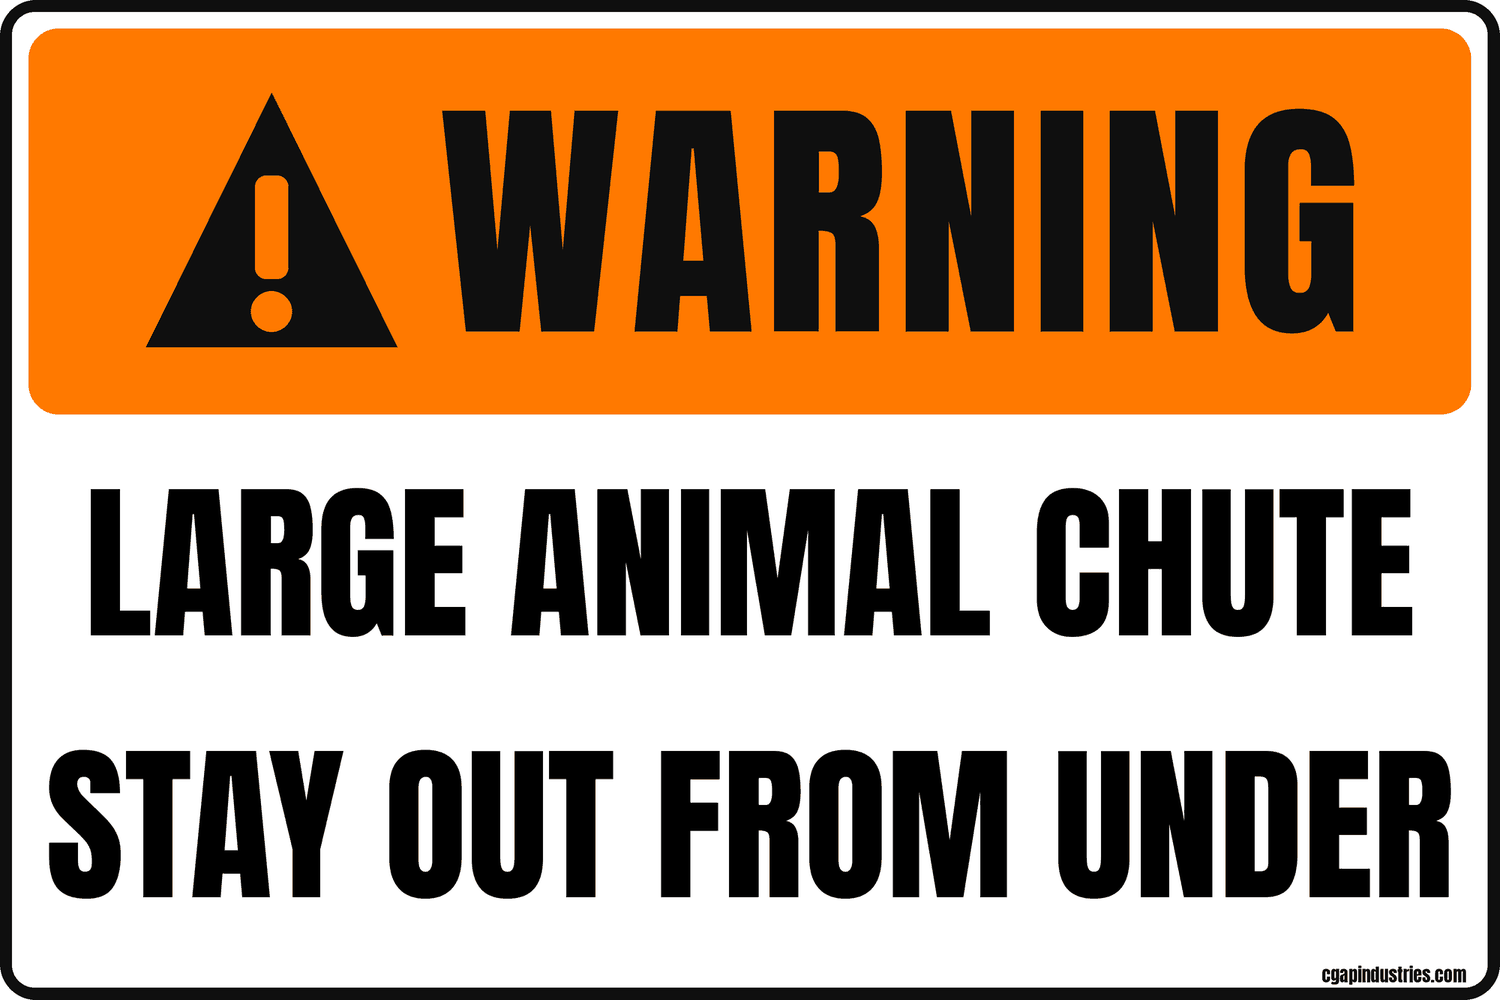 WARNING
LARGE ANIMAL CHUTE
STAY OUT FROM UNDER
cgapindustries.com